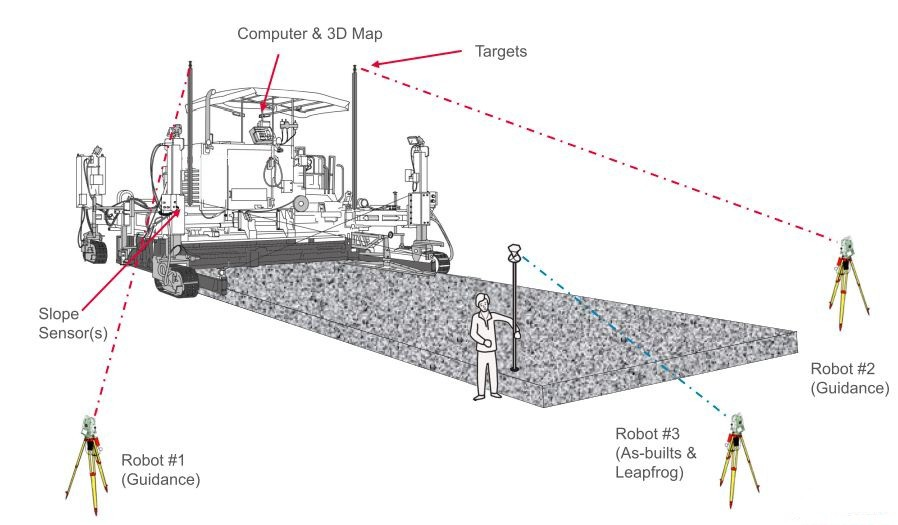 Computer & 3D Map
Targets
Slope
Sensor(s)
Robot #2
(Guidance)
Robot #3
(As-builts &
Leapfrog)
Robot #1
(Guidance)